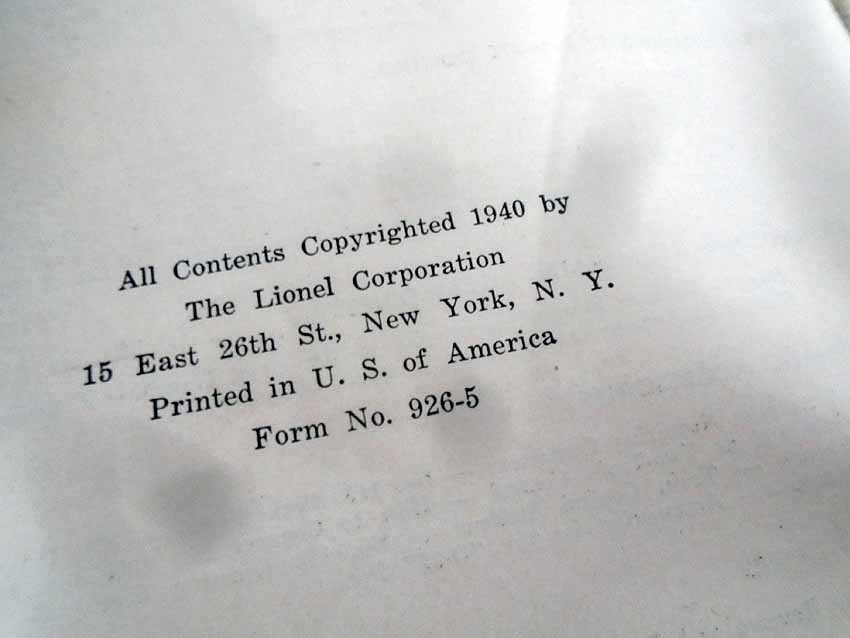 All Contents Copyrighted 1940 by
The Lionel Corporation
15 East 26th St., New York, N. Y.
Printed in U. S. of America
Form No. 926-5